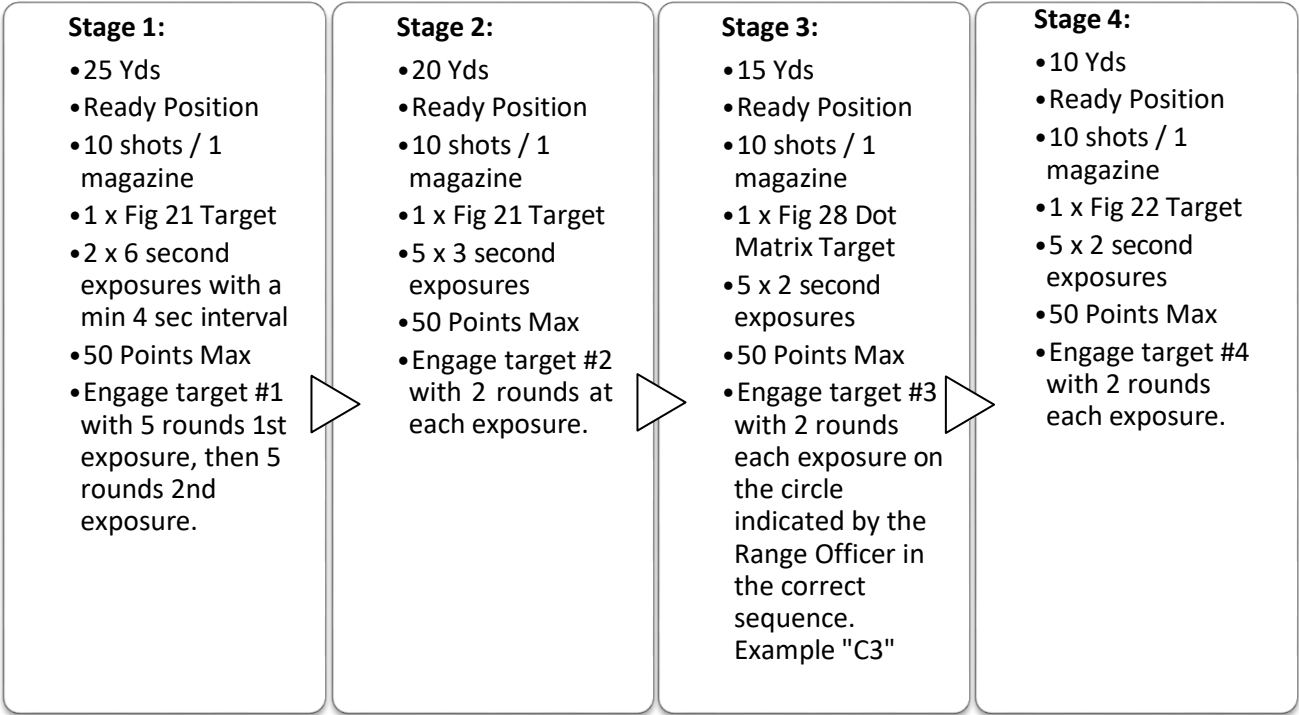 Stage 1:
•25 Yds
•Ready Position
•10 shots / 1
magazine
•1 x Fig 21 Target
•2 x 6 second
exposures with a
min 4 sec interval
•50 Points Max
•Engage target #1
with 5 rounds 1st
exposure, then 5
rounds 2nd
exposure.
Stage 2:
•20 Yds
•Ready Position
•10 shots / 1
magazine
•1 x Fig 21 Target
•5 x 3 second
exposures
•50 Points Max
•Engage target #2
with 2 rounds at
each exposure.
Stage 3:
•15 Yds
•Ready Position
•10 shots / 1
magazine
•1 x Fig 28 Dot
Matrix Target
•5 x 2 second
exposures
•50 Points Max
•Engage target #3
with 2 rounds
each exposure on
the circle
indicated by the
Range Officer in
the correct
sequence.
Example "C3"
Stage 4:
•10 Yds
•Ready Position
•10 shots / 1
magazine
•1 x Fig 22 Target
•5 x 2 second
exposures
•50 Points Max
•Engage target #4
with 2 rounds
each exposure.